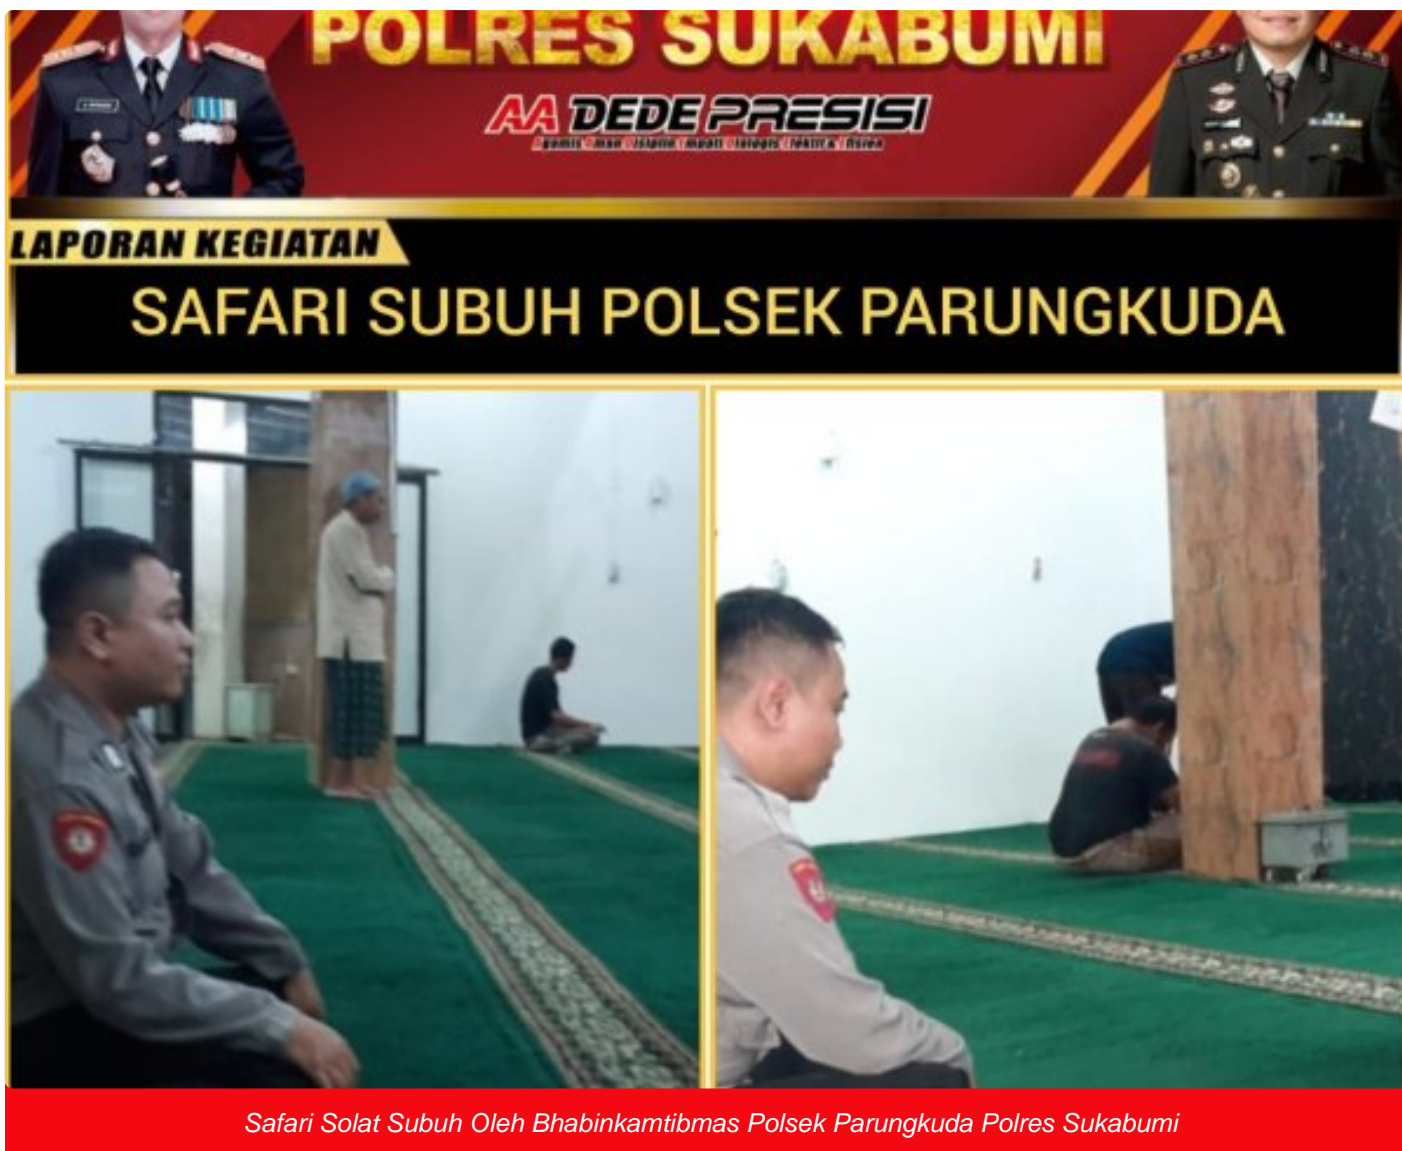 POLRES SUKABUMI
AA DEDE PRESISI
LAPORAN KEGIATAN
SAFARI SUBUH POLSEK PARUNGKUDA
Safari Solat Subuh Oleh Bhabinkamtibmas Polsek Parungkuda Polres Sukabumi